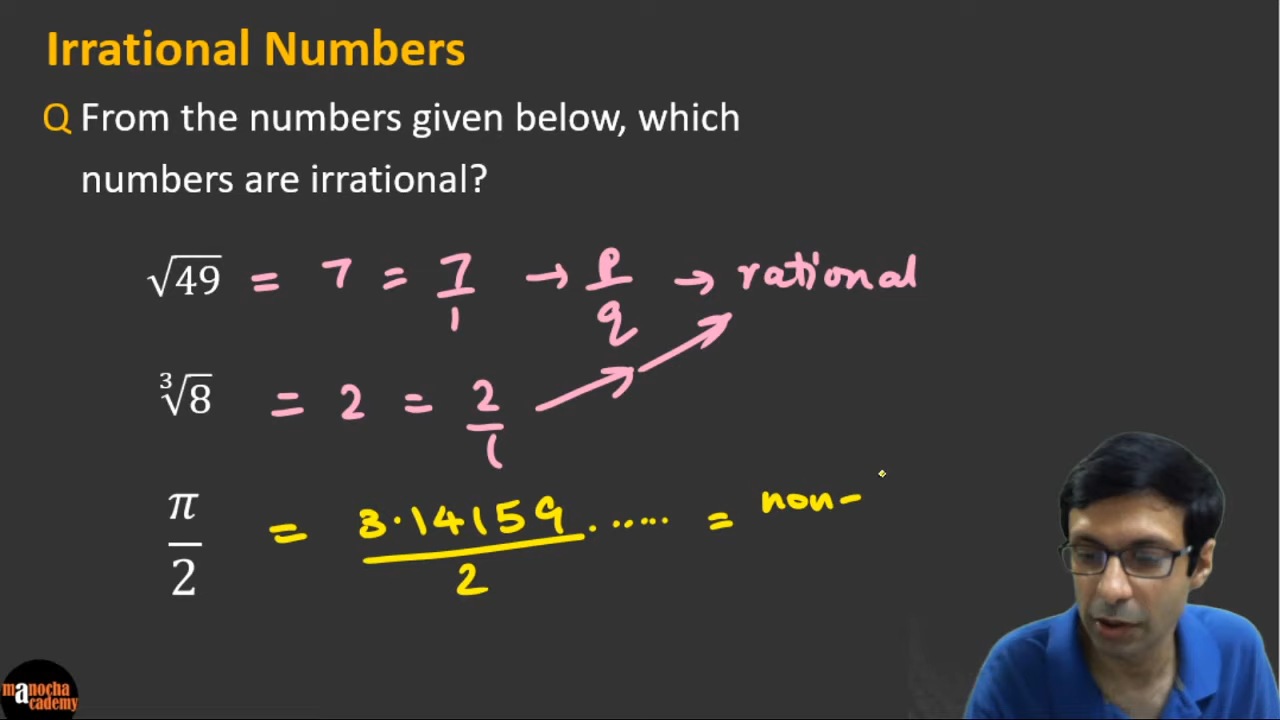 Irrational Numbers
Q From the numbers given below, which
numbers are irrational?
√49 = 7 = 7/1 → p/q → rational
∛8 = 2 = 2/1
π/2 = 3.14159....../2 = non-
manocha
academy